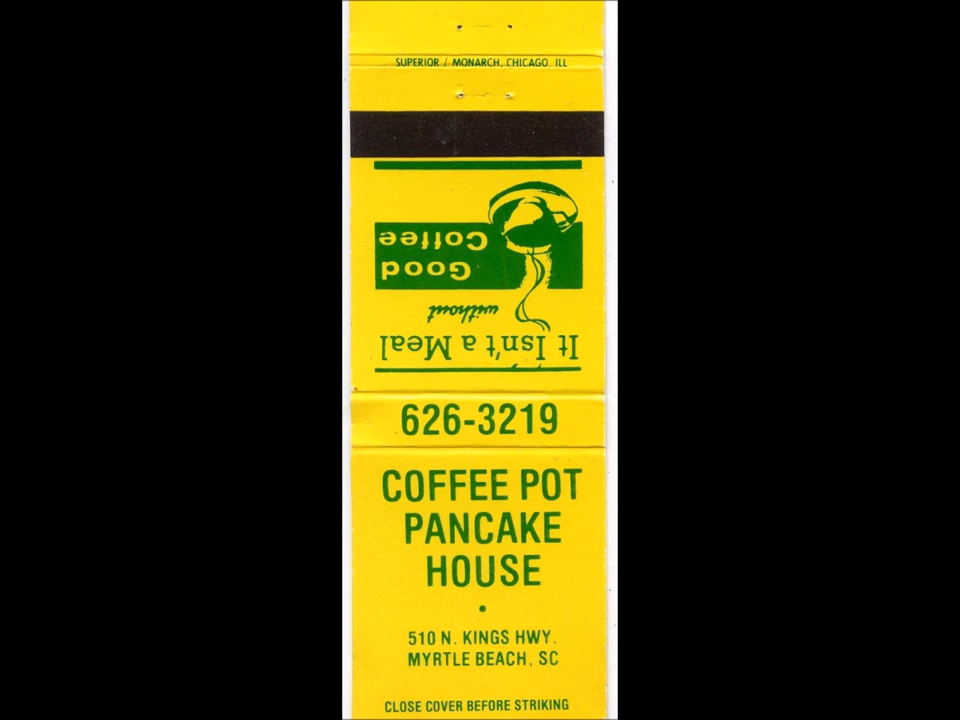 SUPERIOR / MONARCH, CHICAGO, ILL
It Isn't a Meal
without
Good
Coffee
626-3219
COFFEE POT
PANCAKE
HOUSE
•
510 N. KINGS HWY.
MYRTLE BEACH, SC
CLOSE COVER BEFORE STRIKING